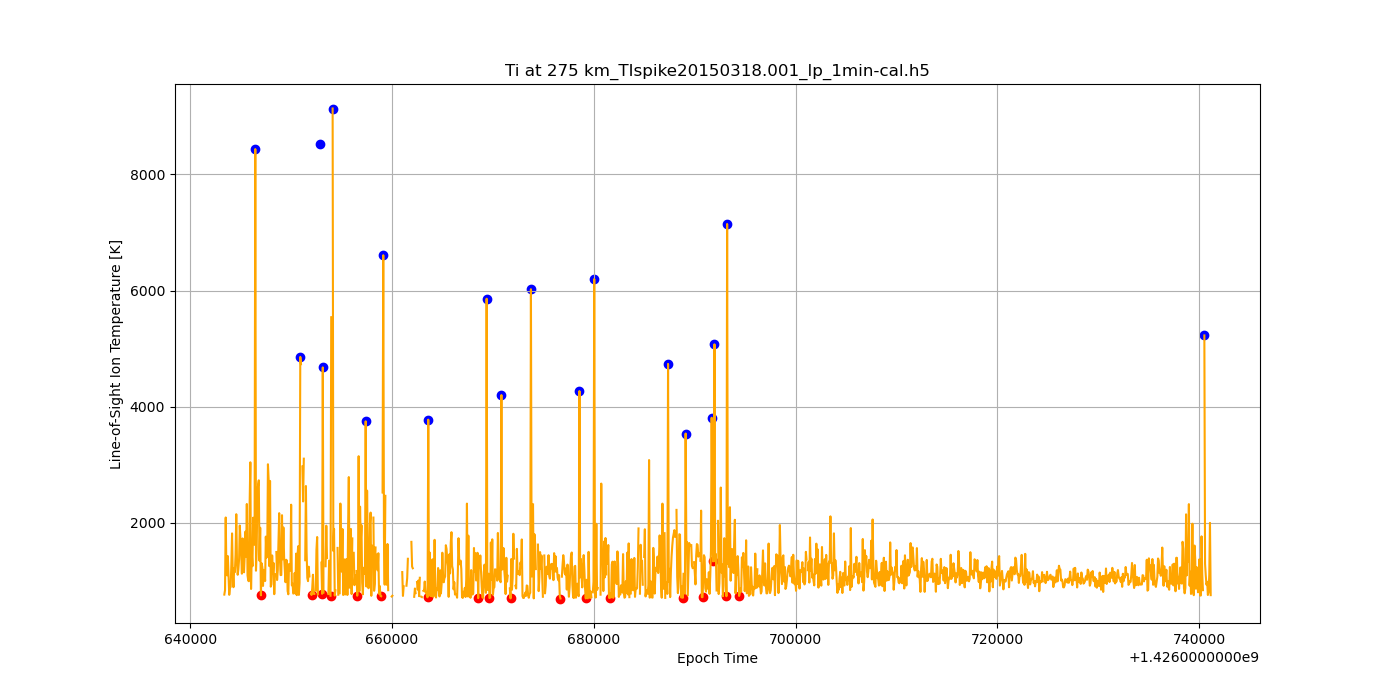 Ti at 275 km_TIspike20150318.001_lp_1min-cal.h5
Line-of-Sight Ion Temperature [K]
8000
6000
4000
2000
640000 660000 680000 700000 720000 740000
Epoch Time
+1.4260000000e9